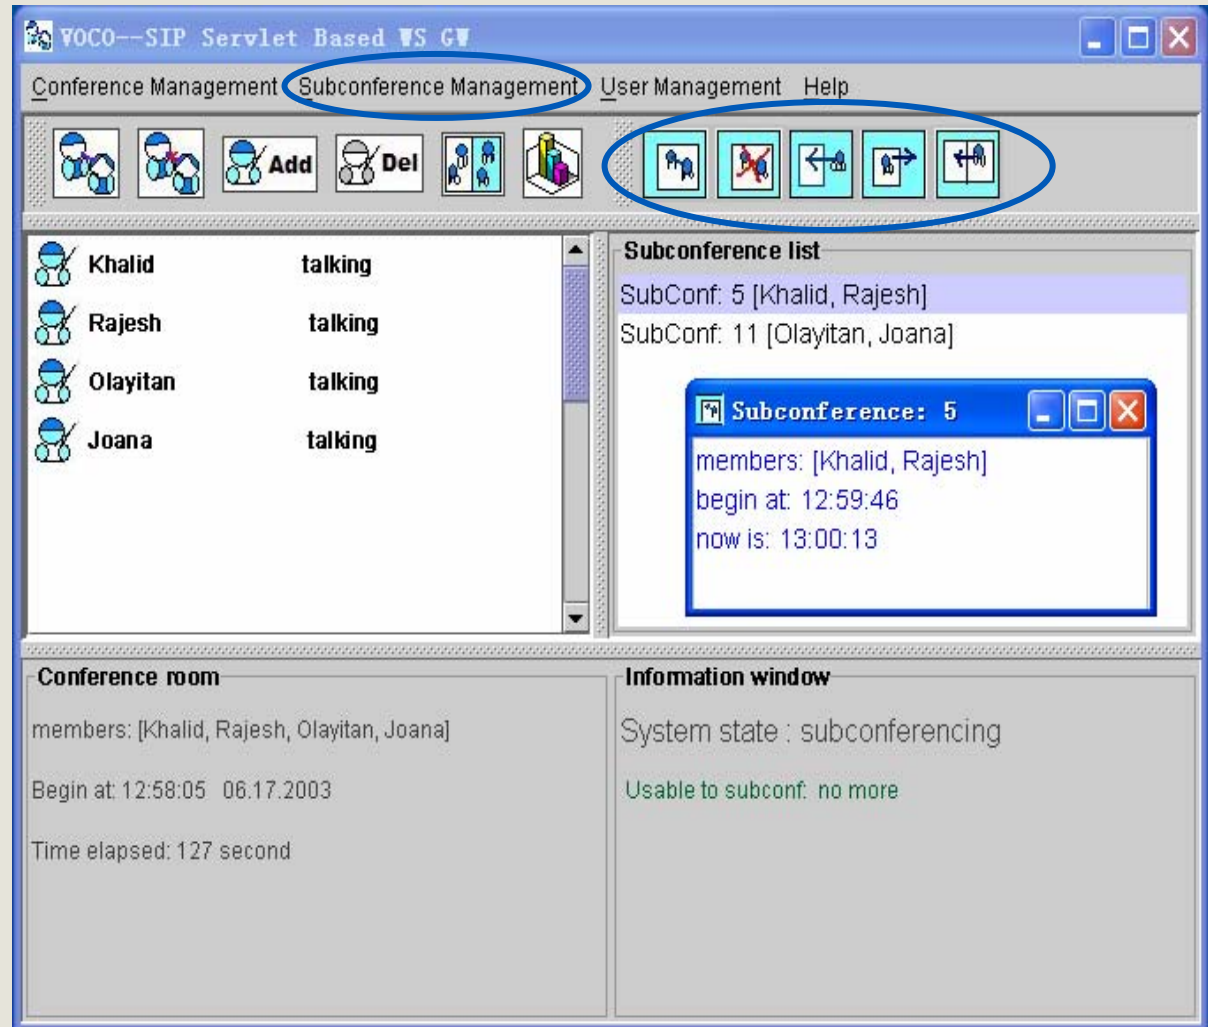 VOCO--SIP Servlet Based WS GW
Conference Management Subconference Management User Management Help
Add Del
Khalid talking
Rajesh talking
Olayitan talking
Joana talking
Subconference list
SubConf: 5 [Khalid, Rajesh]
SubConf: 11 [Olayitan, Joana]
Subconference: 5
members: [Khalid, Rajesh]
begin at: 12:59:46
now is: 13:00:13
Conference room
members: [Khalid, Rajesh, Olayitan, Joana]
Begin at: 12:58:05 06.17.2003
Time elapsed: 127 second
Information window
System state : subconferencing
Usable to subconf: no more